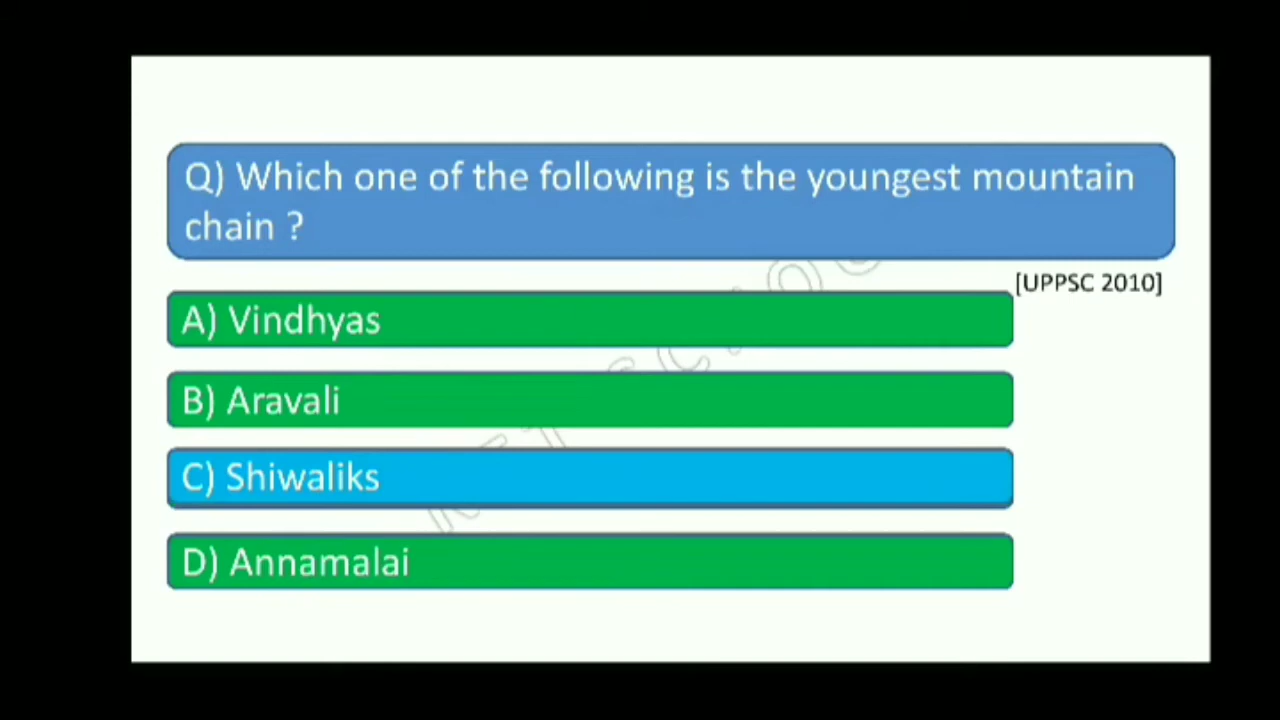 Q) Which one of the following is the youngest mountain
chain ?
[UPPSC 2010]
A) Vindhyas
B) Aravali
C) Shiwaliks
D) Annamalai